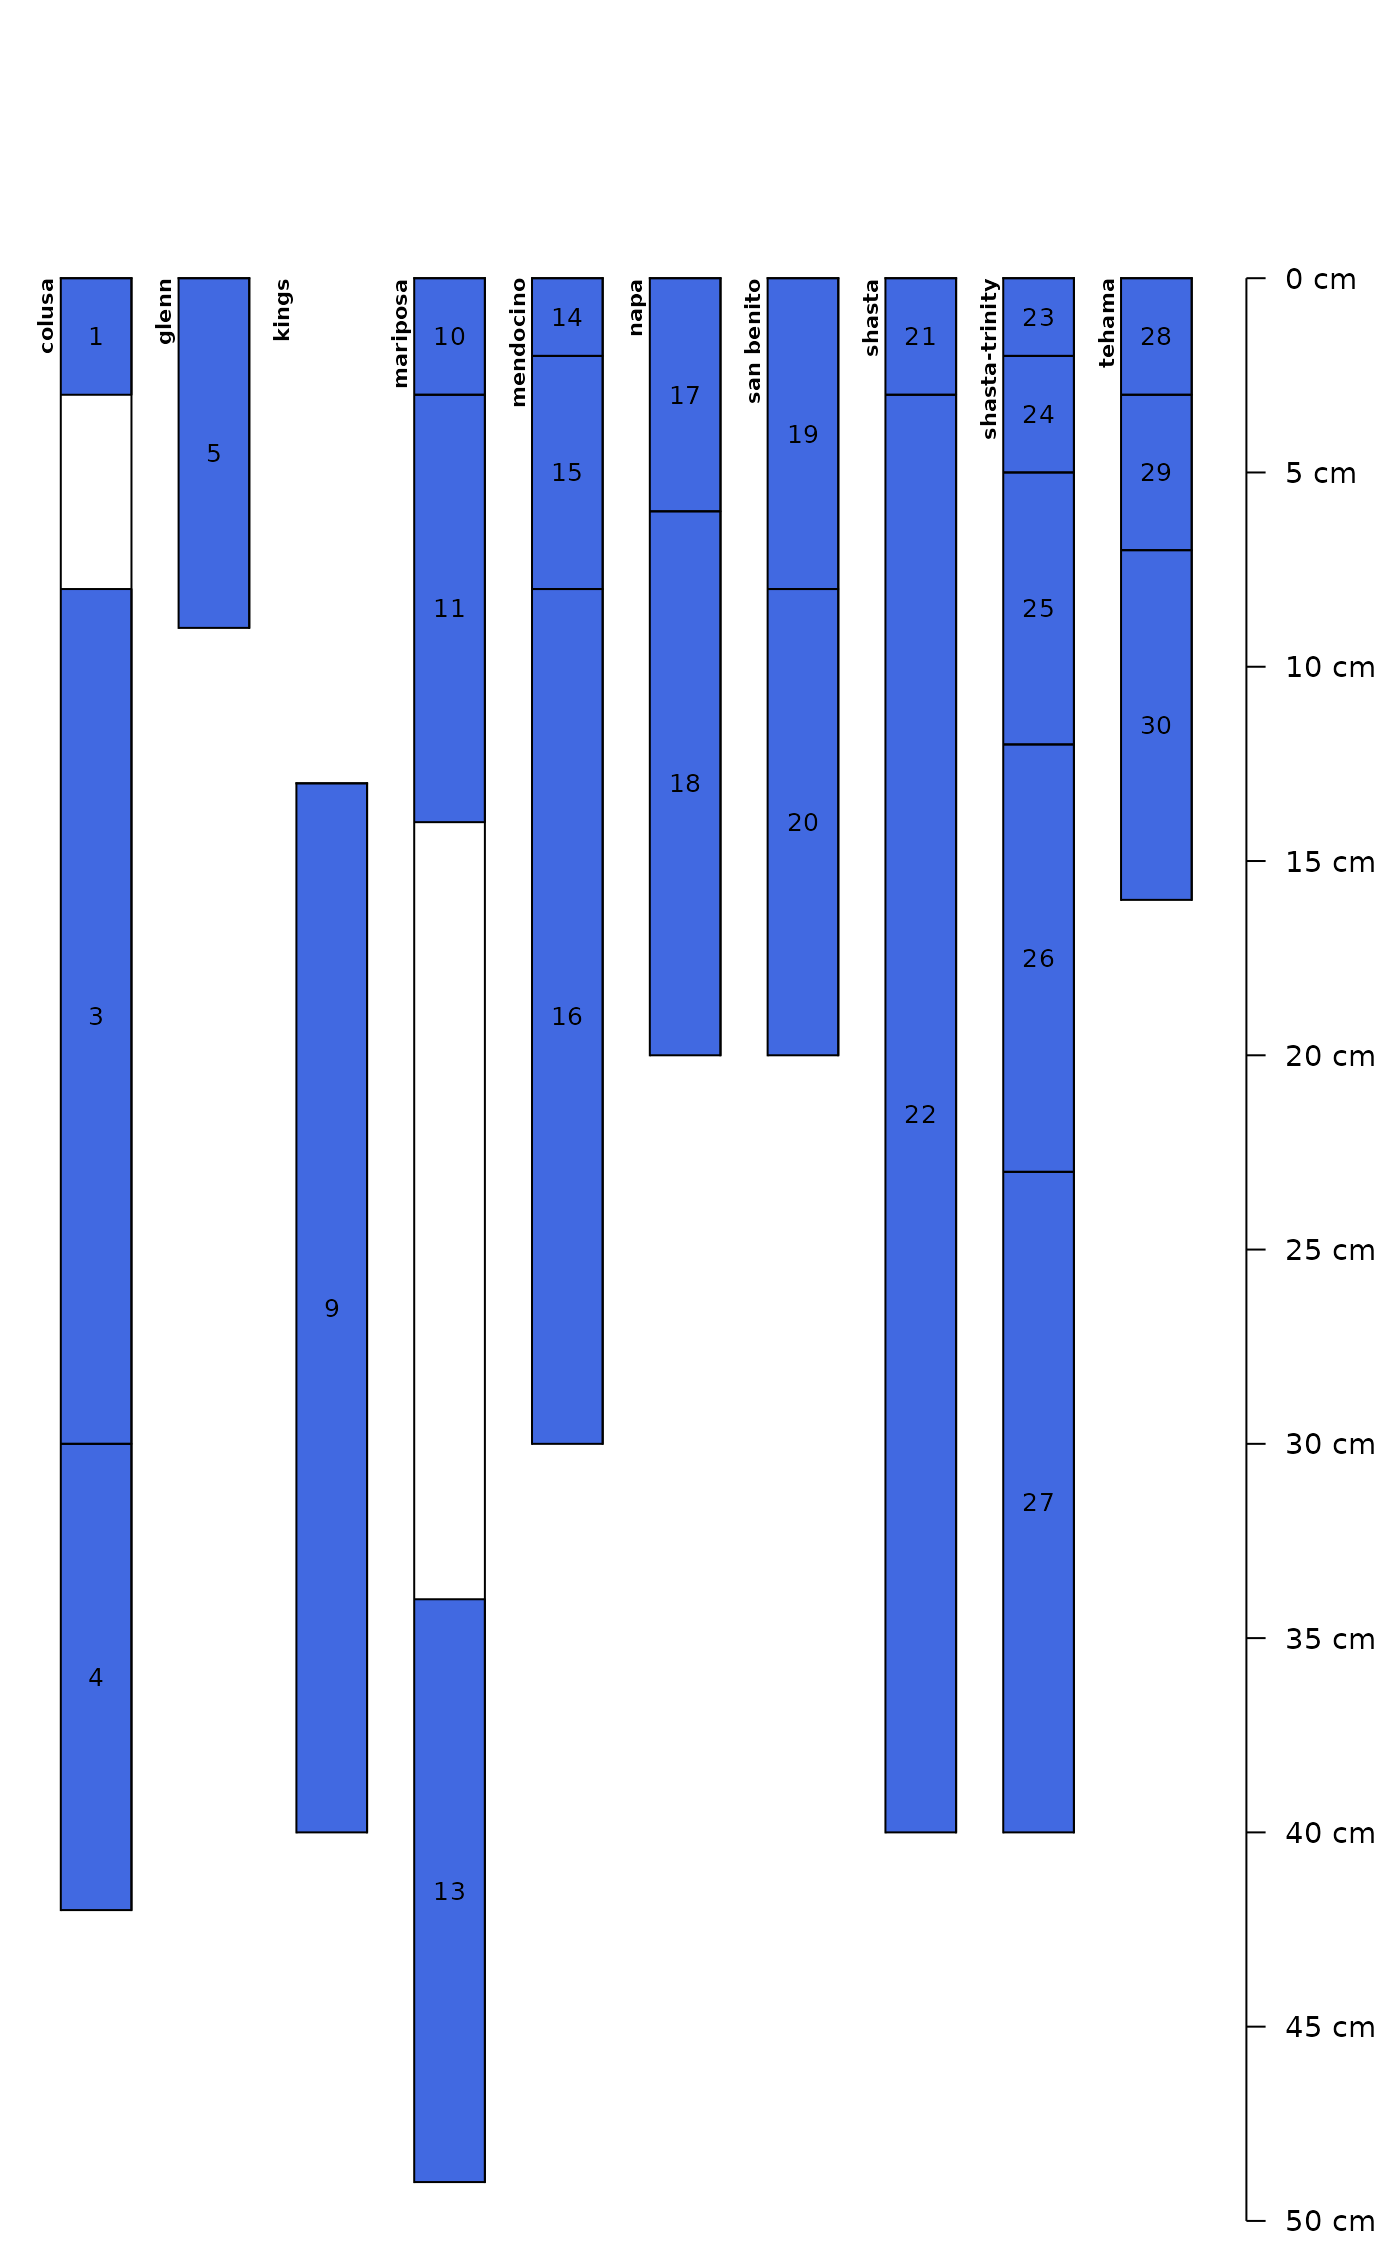 colusa
1
3
4
glenn
5
kings
9
mariposa
10
11
13
mendocino
14
15
16
napa
17
18
san benito
19
20
shasta
21
22
shasta-trinity
23
24
25
26
27
tehama
28
29
30
0 cm
5 cm
10 cm
15 cm
20 cm
25 cm
30 cm
35 cm
40 cm
45 cm
50 cm